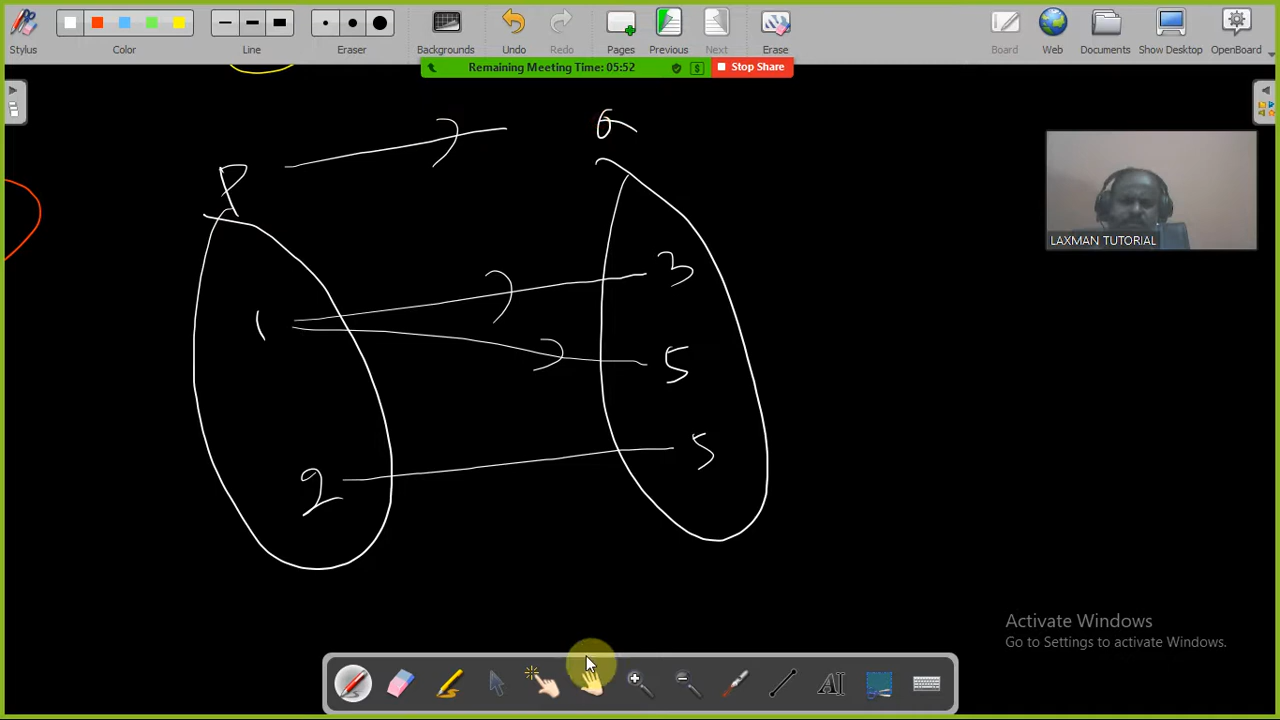 Stylus Color Line Eraser Backgrounds Undo Redo Pages Previous Next Erase Board Web Documents Show Desktop OpenBoard
Remaining Meeting Time: 05:52 Stop Share
P
1 3
5
2 5
LAXMAN TUTORIAL
Activate Windows
Go to Settings to activate Windows.